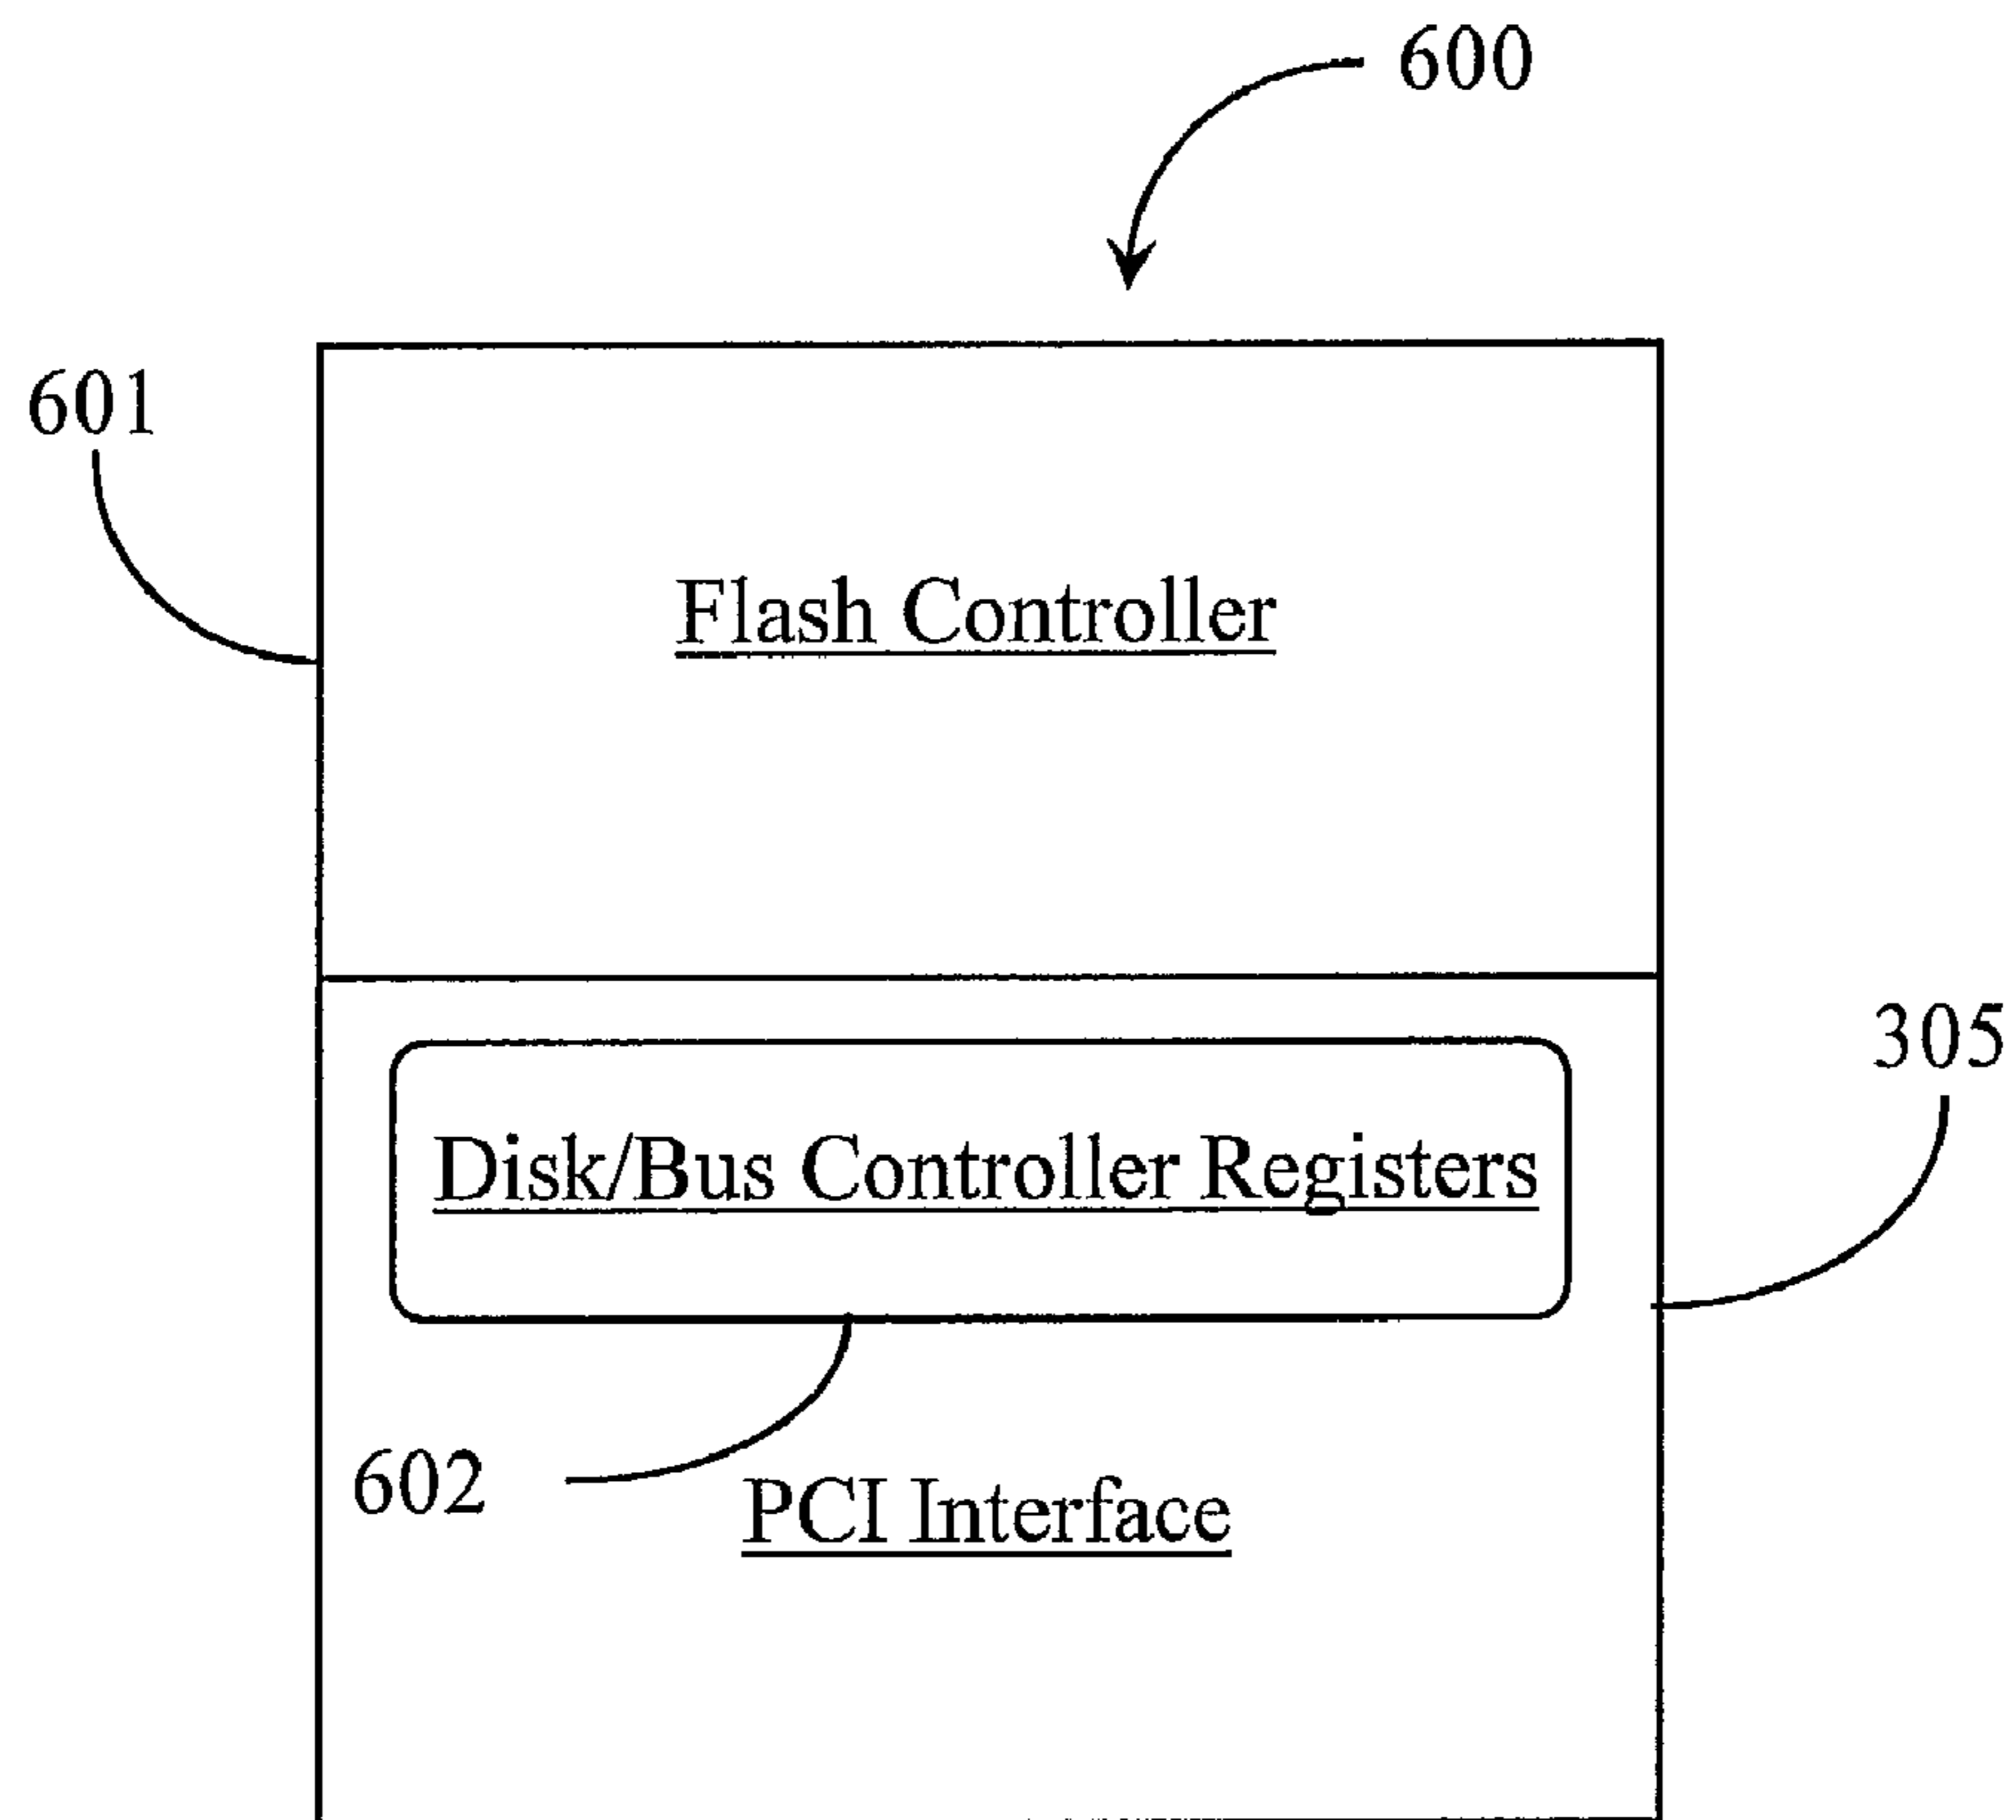 600
601
Flash Controller
305
Disk/Bus Controller Registers
602
PCI Interface